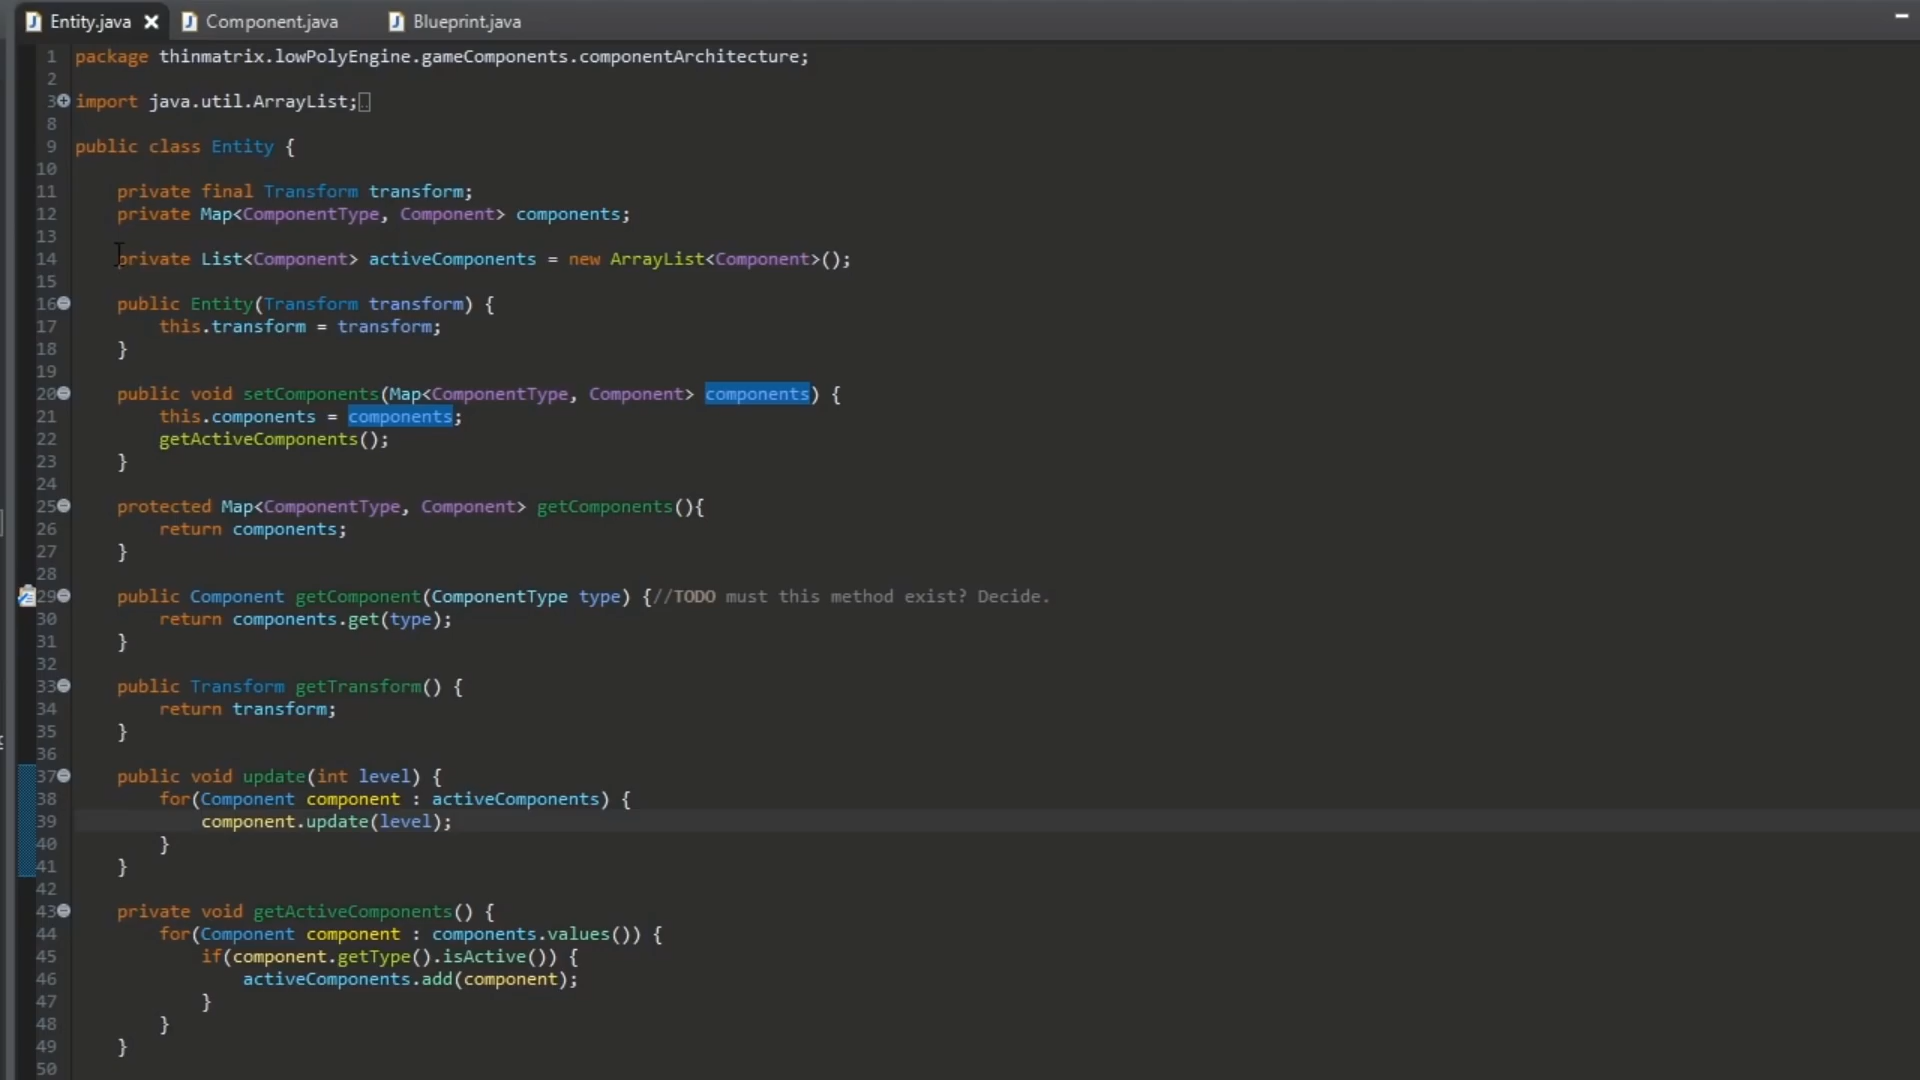 Entity.java Component.java Blueprint.java
1 package thinmatrix.lowPolyEngine.gameComponents.componentArchitecture;
2
3 import java.util.ArrayList;
8
9 public class Entity {
10
11 private final Transform transform;
12 private Map<ComponentType, Component> components;
13
14 private List<Component> activeComponents = new ArrayList<Component>();
15
16 public Entity(Transform transform) {
17 this.transform = transform;
18 }
19
20 public void setComponents(Map<ComponentType, Component> components) {
21 this.components = components;
22 getActiveComponents();
23 }
24
25 protected Map<ComponentType, Component> getComponents(){
26 return components;
27 }
28
29 public Component getComponent(ComponentType type) {//TODO must this method exist? Decide.
30 return components.get(type);
31 }
32
33 public Transform getTransform() {
34 return transform;
35 }
36
37 public void update(int level) {
38 for(Component component : activeComponents) {
39 component.update(level);
40 }
41 }
42
43 private void getActiveComponents() {
44 for(Component component : components.values()) {
45 if(component.getType().isActive()) {
46 activeComponents.add(component);
47 }
48 }
49 }
50